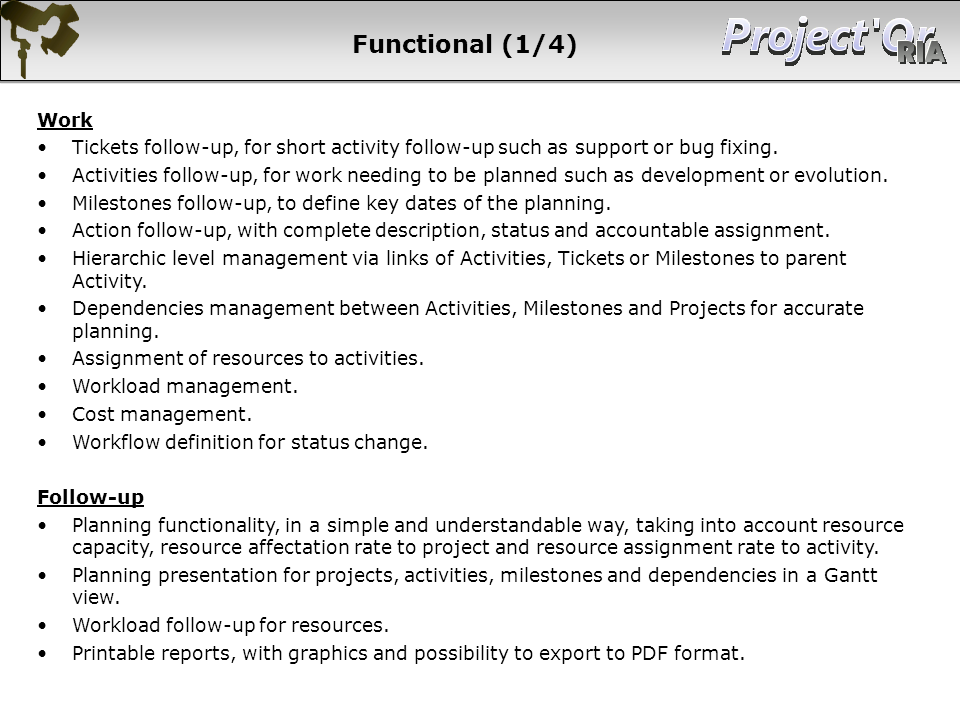 Functional (1/4)
Project'Or
RIA
Work
• Tickets follow-up, for short activity follow-up such as support or bug fixing.
• Activities follow-up, for work needing to be planned such as development or evolution.
• Milestones follow-up, to define key dates of the planning.
• Action follow-up, with complete description, status and accountable assignment.
• Hierarchic level management via links of Activities, Tickets or Milestones to parent
Activity.
• Dependencies management between Activities, Milestones and Projects for accurate
planning.
• Assignment of resources to activities.
• Workload management.
• Cost management.
• Workflow definition for status change.
Follow-up
• Planning functionality, in a simple and understandable way, taking into account resource
capacity, resource affectation rate to project and resource assignment rate to activity.
• Planning presentation for projects, activities, milestones and dependencies in a Gantt
view.
• Workload follow-up for resources.
• Printable reports, with graphics and possibility to export to PDF format.